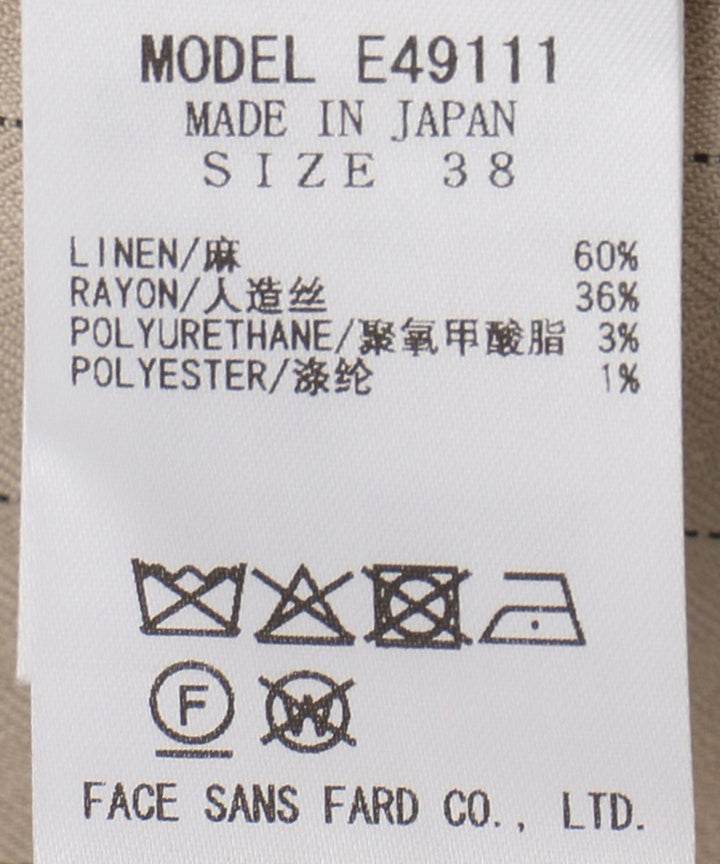 MODEL E49111
MADE IN JAPAN
SIZE 38
LINEN/麻 60%
RAYON/人造丝 36%
POLYURETHANE/聚氧甲酸脂 3%
POLYESTER/涤纶 1%
F W
FACE SANS FARD CO., LTD.